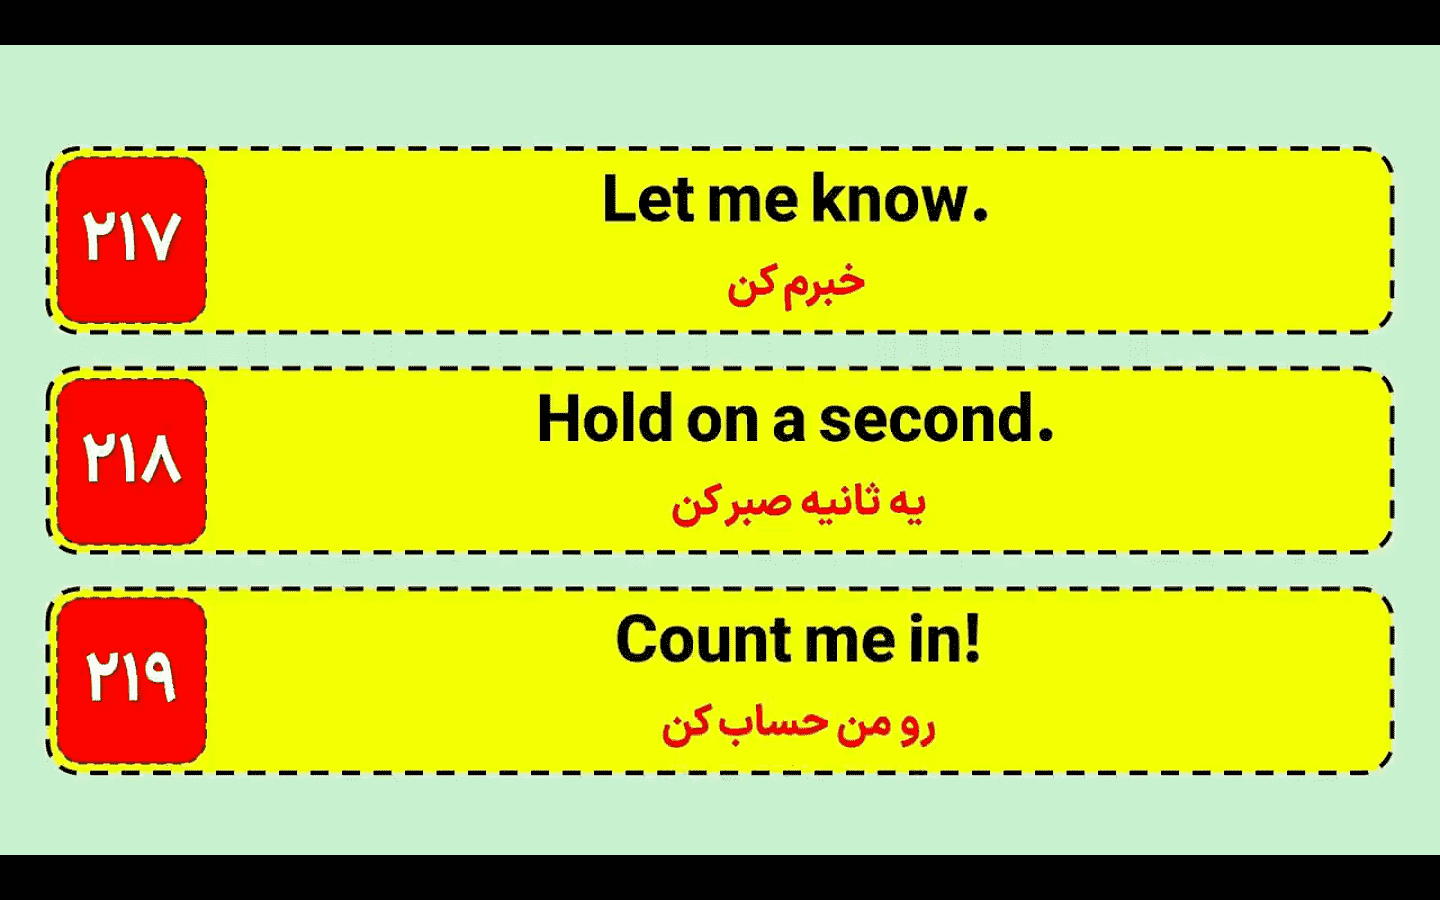 ۲۱۷
Let me know.
خبرم کن
۲۱۸
Hold on a second.
یه ثانیه صبر کن
۲۱۹
Count me in!
رو من حساب کن